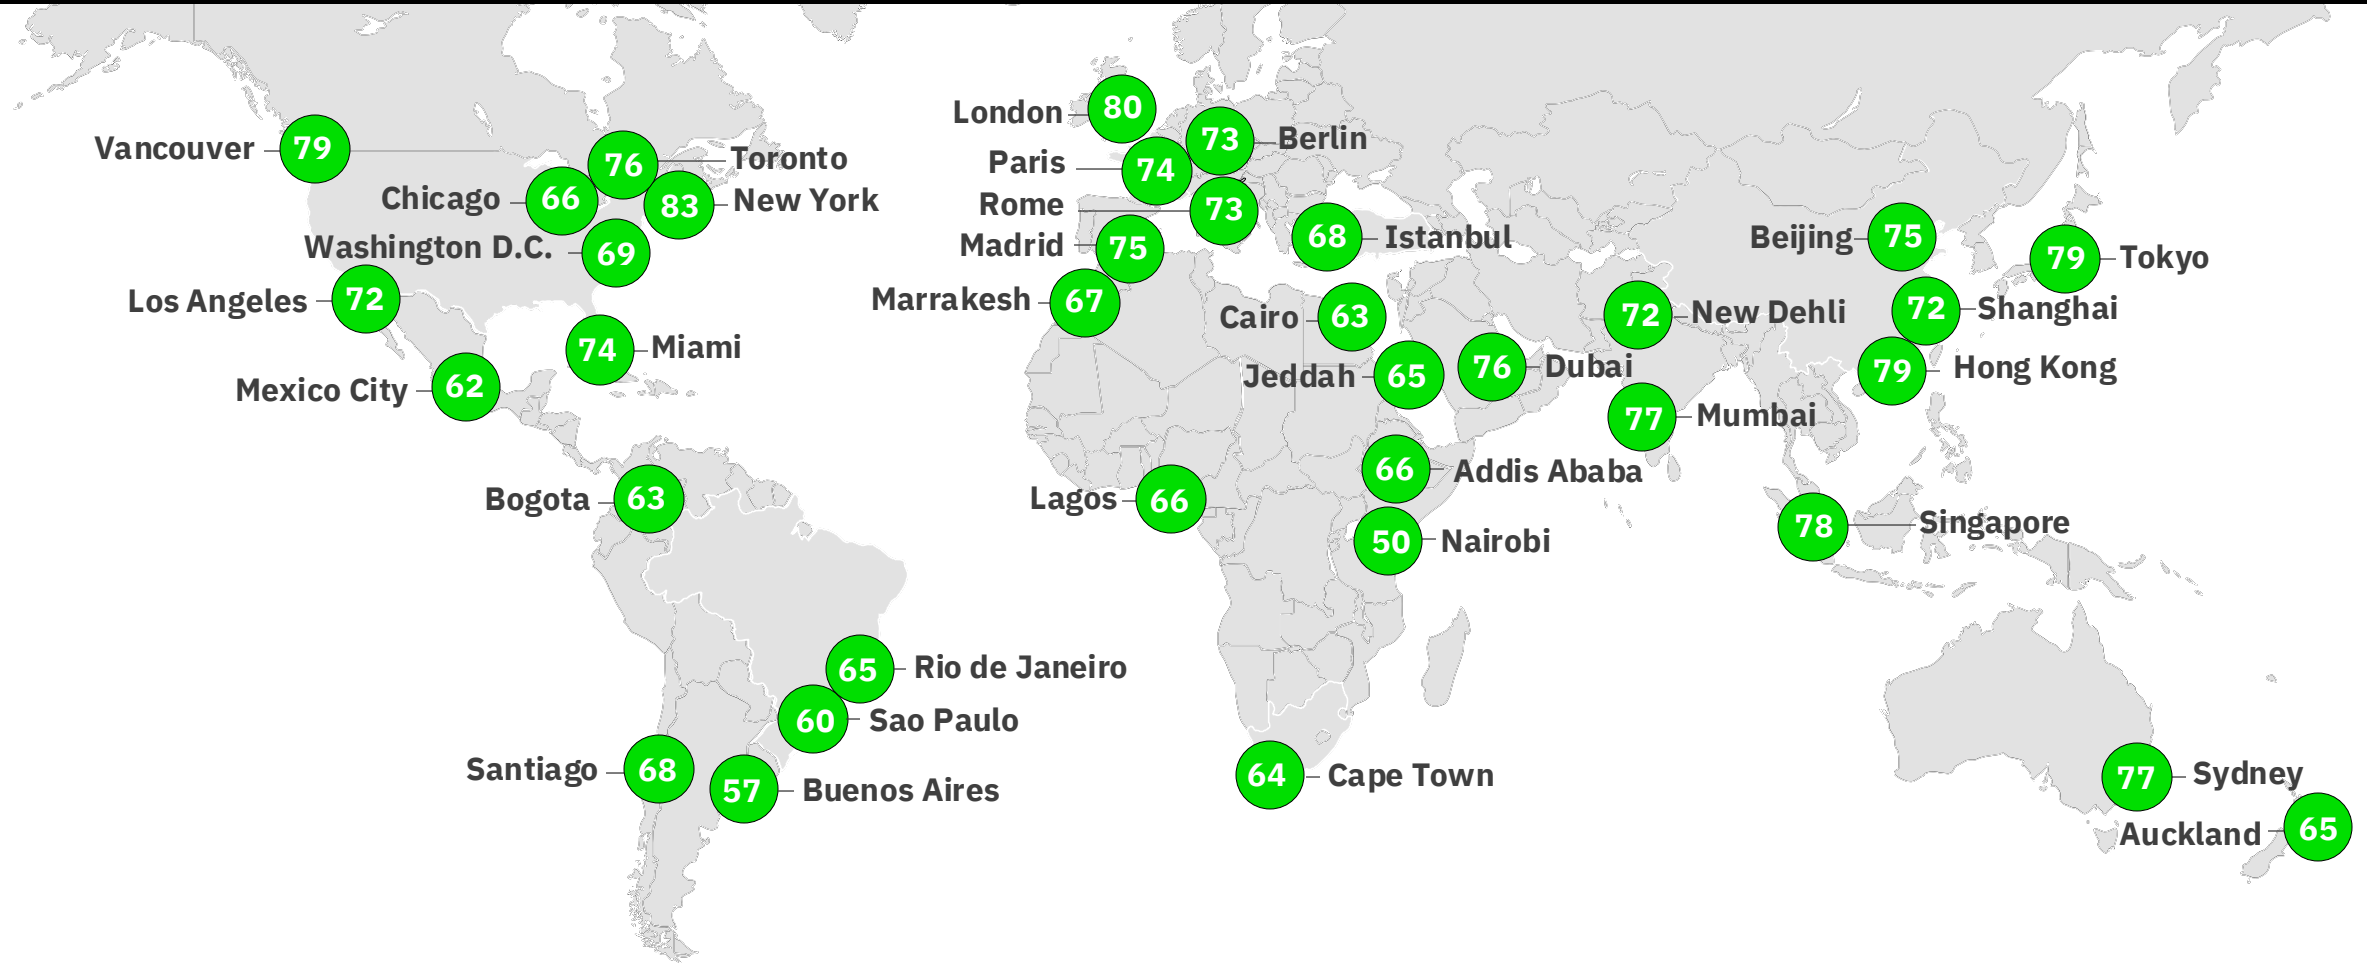 London 80
73 Berlin
Vancouver 79
76 Toronto
Paris 74
Chicago 66
83 New York
Rome 73
Washington D.C. 69
Madrid 75
68 Istanbul
Beijing 75
79 Tokyo
Los Angeles 72
Marrakesh 67
Cairo 63
72 New Dehli
72 Shanghai
74 Miami
Jeddah 65
76 Dubai
79 Hong Kong
Mexico City 62
77 Mumbai
66 Addis Ababa
Bogota 63
Lagos 66
50 Nairobi
78 Singapore
65 Rio de Janeiro
60 Sao Paulo
Santiago 68
57 Buenos Aires
64 Cape Town
77 Sydney
Auckland 65